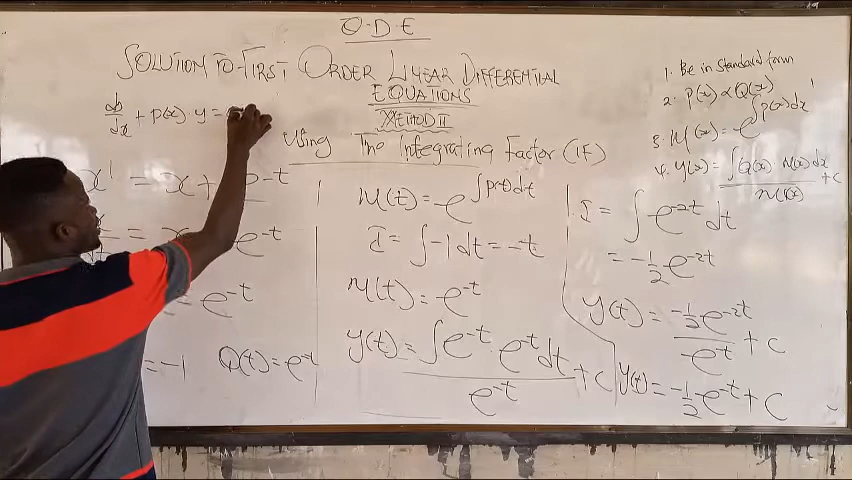 O.D.E
SOLUTION TO FIRST ORDER LINEAR DIFFERENTIAL
EQUATIONS
METHOD II
Using The Integrating Factor (IF)
dy/dx + p(x) y =
x' = x + e^-t
= e^-t
= e^-t
= -1 Q(t) = e^-t
M(t) = e^∫p(t)dt
I = ∫-1dt = -t
M(t) = e^-t
y(t) = ∫e^-t . e^-t dt / e^-t + c
I = ∫e^-2t dt
= -1/2 e^-2t
y(t) = -1/2 e^-2t / -e^-t + c
y(t) = -1/2 e^-t + c
1. Be in Standard form
2. p(x) & Q(x)
3. M(x) = e^∫p(x)dx
4. y(x) = ∫Q(x) M(x)dx / M(x) + c